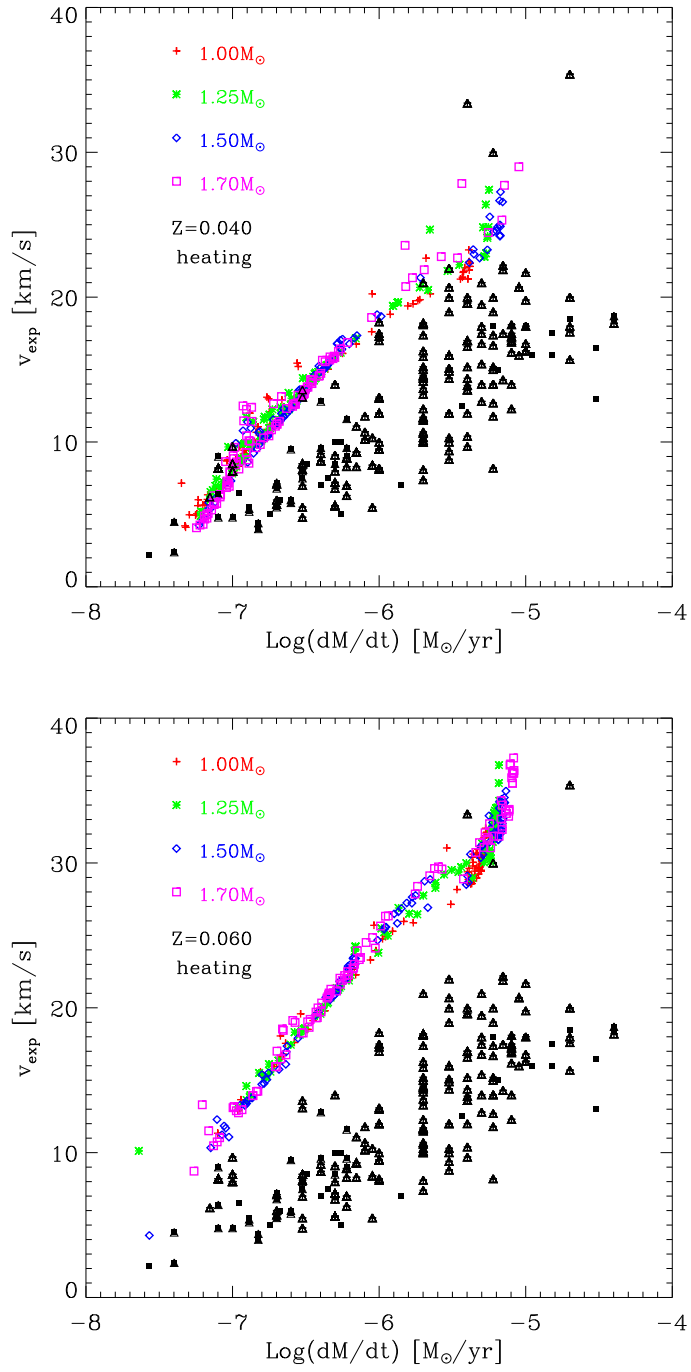 40
30
20
10
0
v_exp [km/s]
1.00M⊙
1.25M⊙
1.50M⊙
1.70M⊙
Z=0.040
heating
−8 −7 −6 −5 −4
Log(dM/dt) [M⊙/yr]
40
30
20
10
0
v_exp [km/s]
1.00M⊙
1.25M⊙
1.50M⊙
1.70M⊙
Z=0.060
heating
−8 −7 −6 −5 −4
Log(dM/dt) [M⊙/yr]